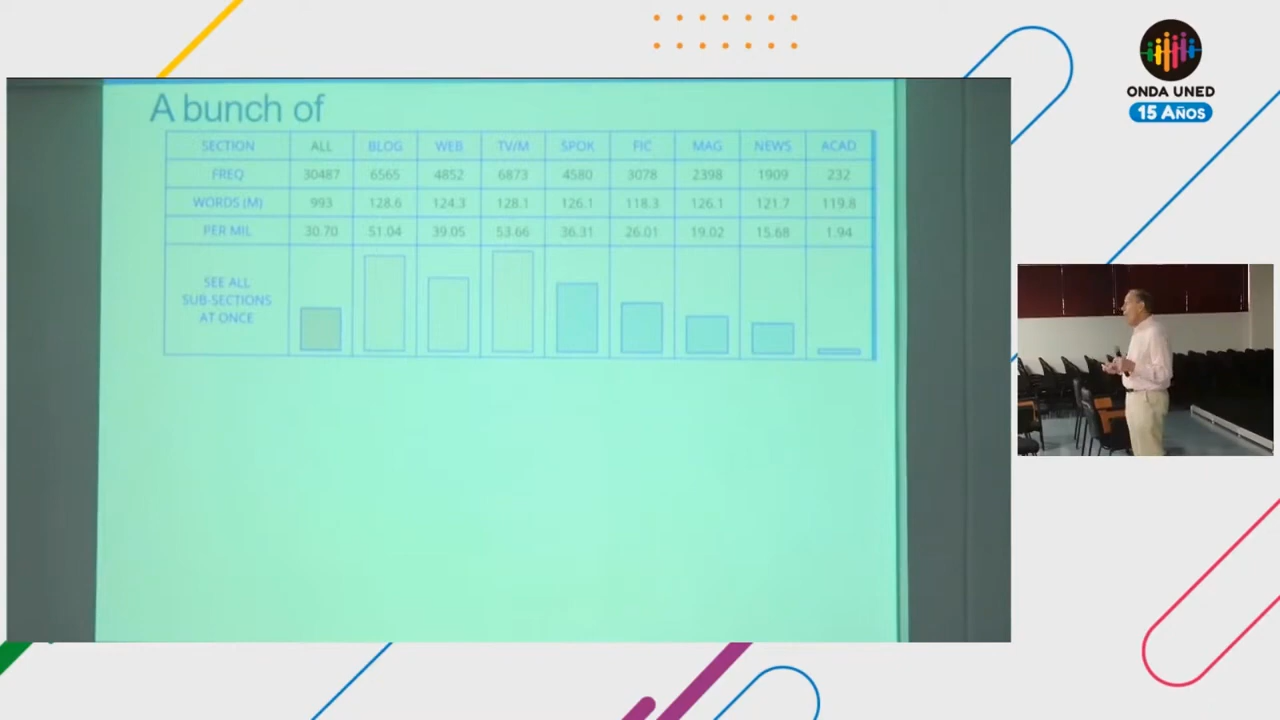 ONDA UNED
15 AÑOS
A bunch of
SECTION ALL BLOG WEB TV/M SPOK FIC MAG NEWS ACAD
FREQ 30487 6565 4852 6873 4580 3078 2398 1909 232
WORDS (M) 993 128.6 124.3 128.1 126.1 118.3 126.1 121.7 119.8
PER MIL 30.70 51.04 39.05 53.66 36.31 26.01 19.02 15.68 1.94
SEE ALL
SUB-SECTIONS
AT ONCE